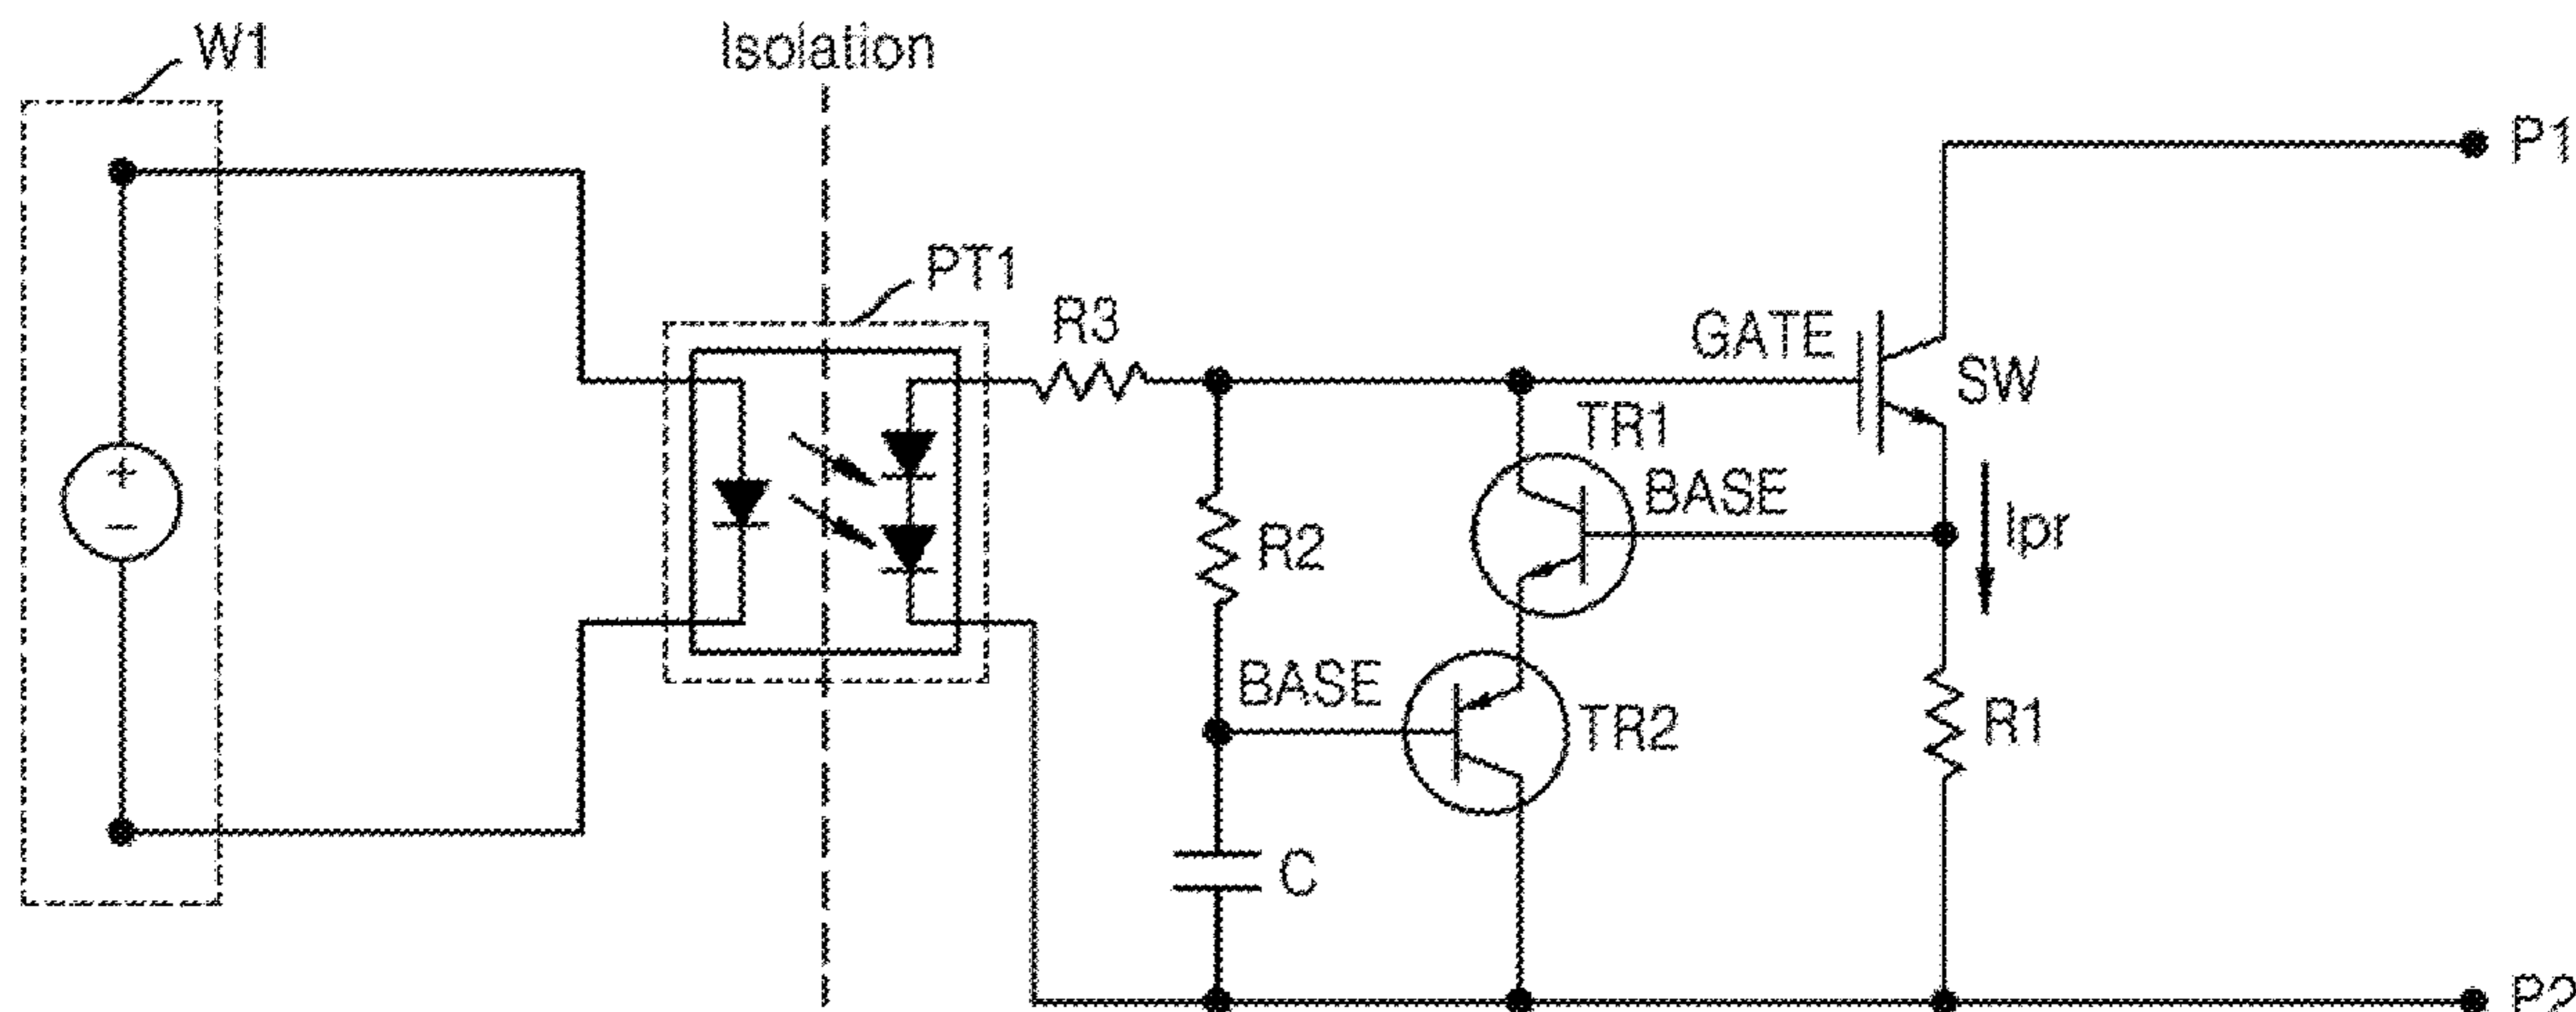 W1
Isolation
P1
PT1
R3
GATE
SW
TR1
BASE
Ipr
R2
BASE
TR2
R1
C
P2
+
−